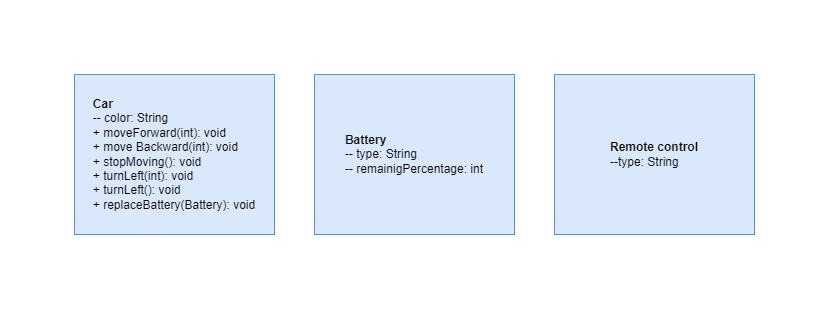 Car
-- color: String
+ moveForward(int): void
+ move Backward(int): void
+ stopMoving(): void
+ turnLeft(int): void
+ turnLeft(): void
+ replaceBattery(Battery): void
Battery
-- type: String
-- remainigPercentage: int
Remote control
--type: String